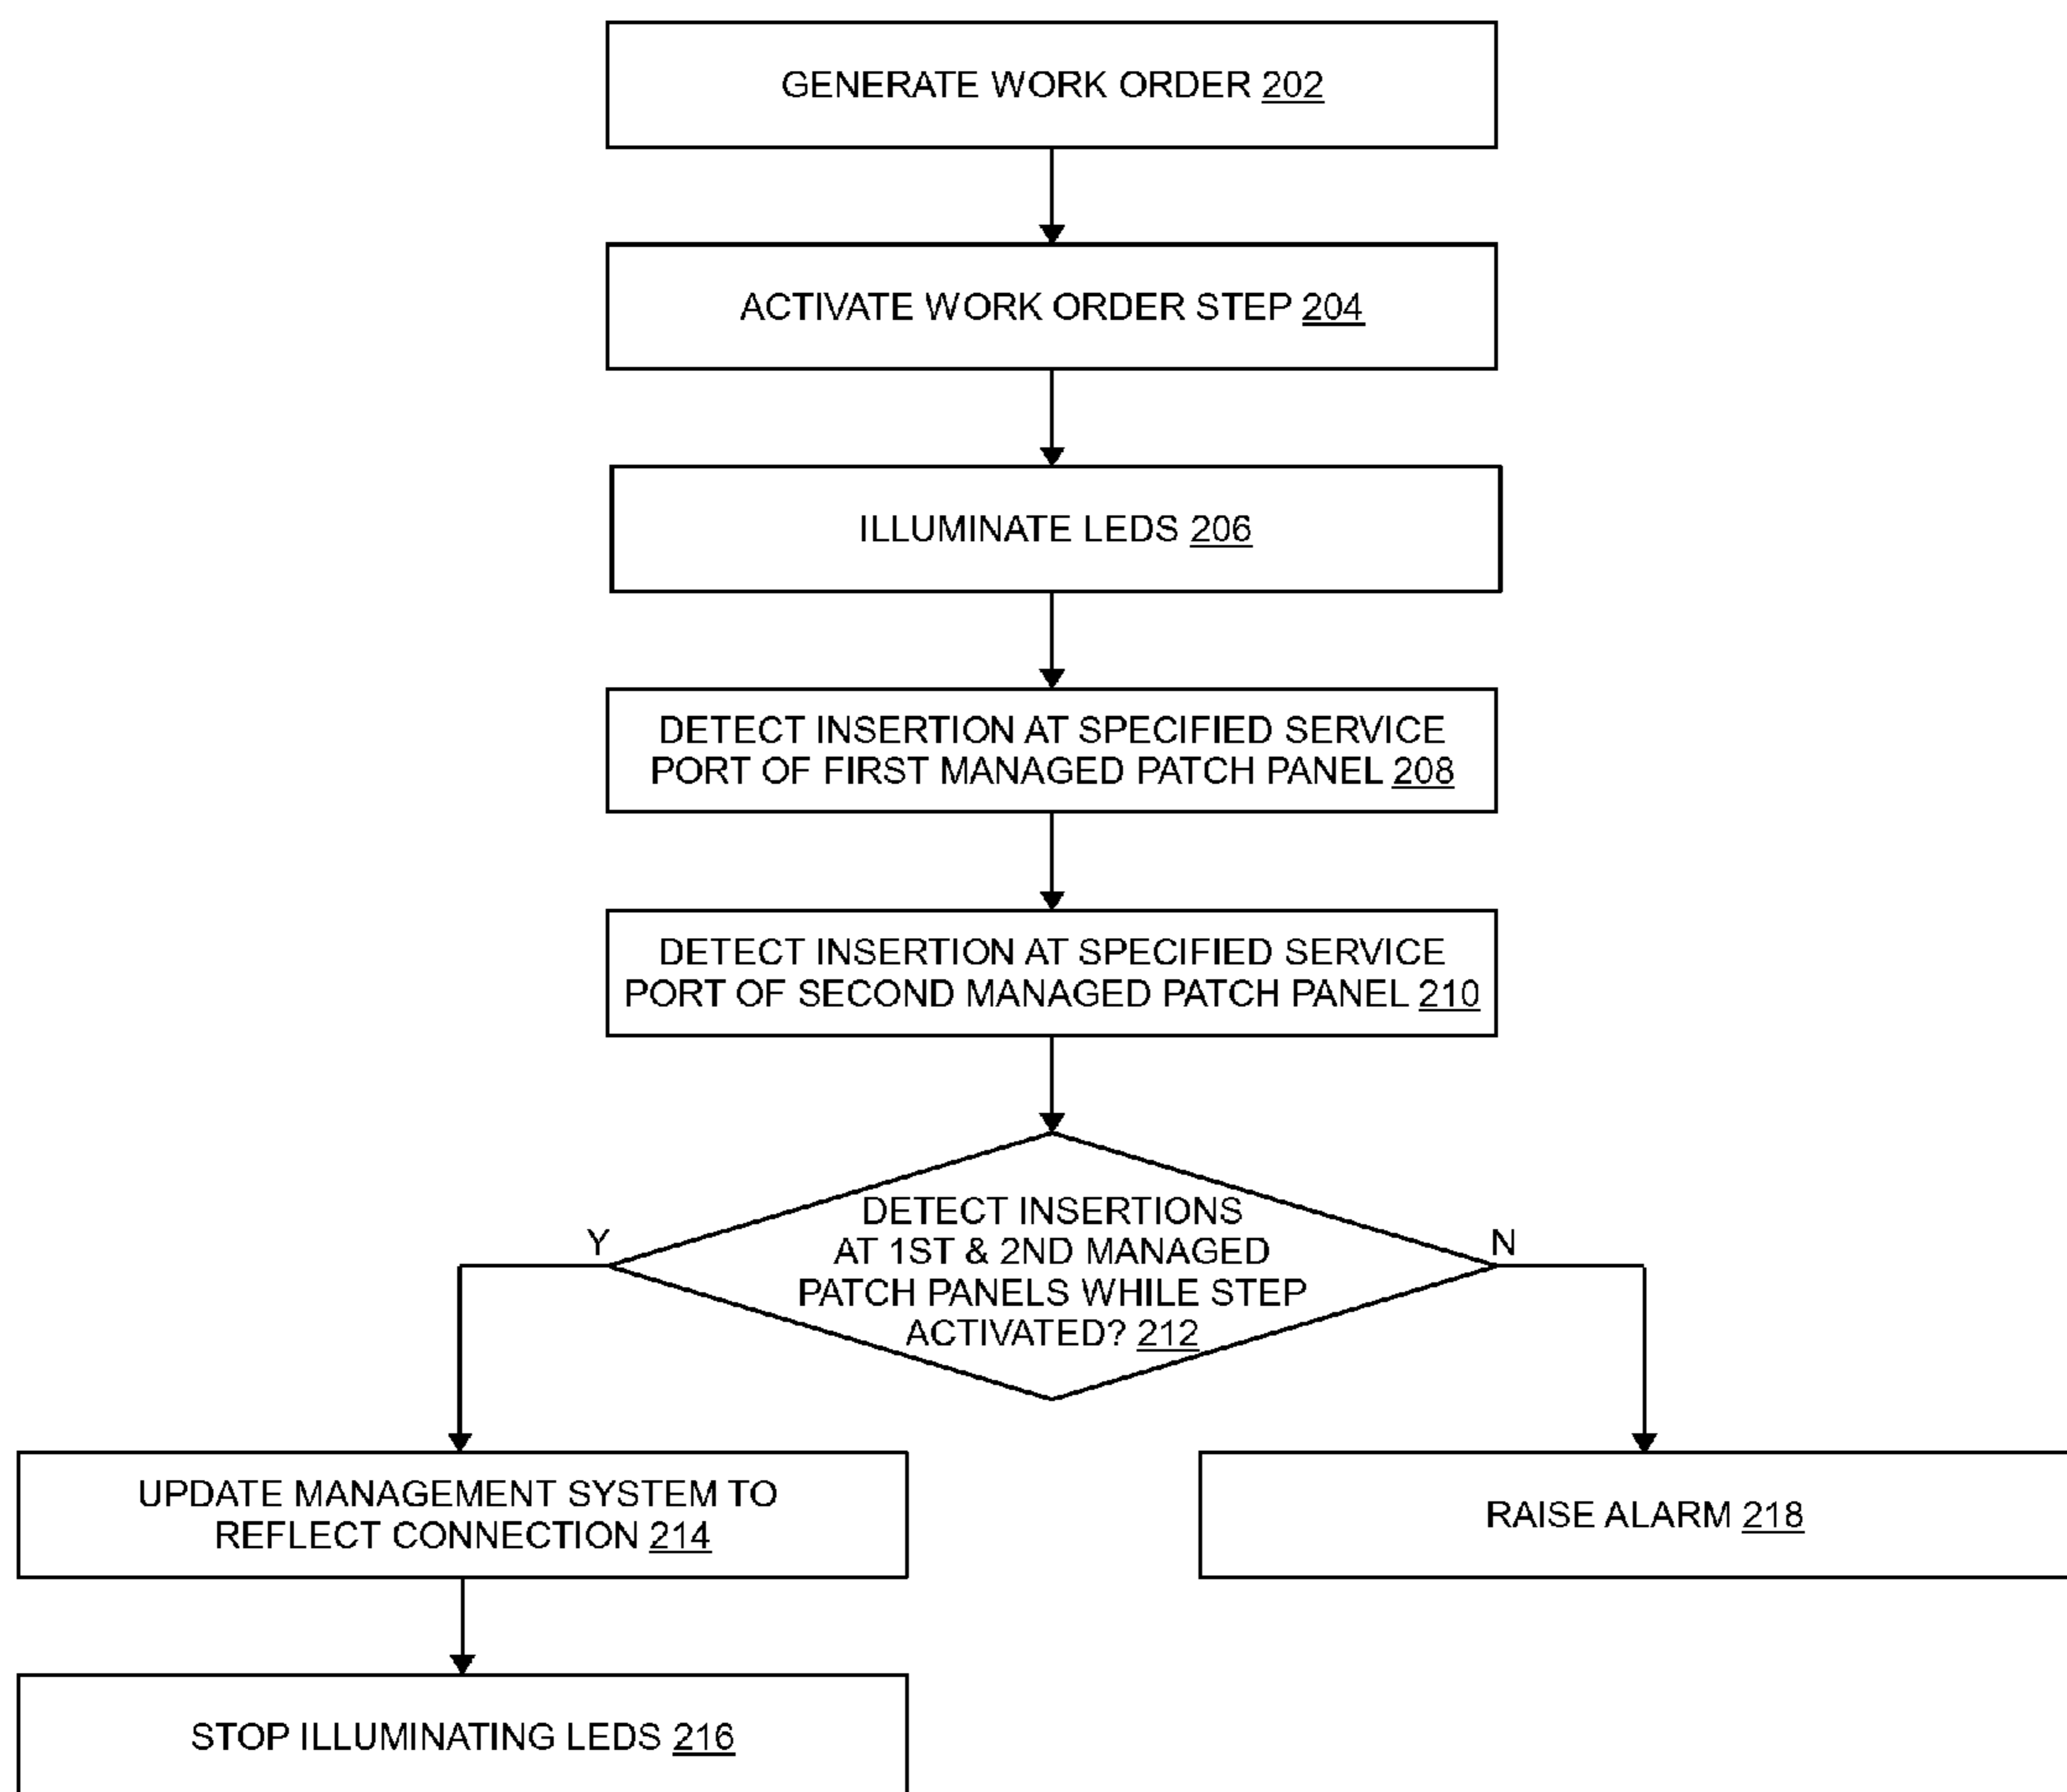 GENERATE WORK ORDER 202
ACTIVATE WORK ORDER STEP 204
ILLUMINATE LEDS 206
DETECT INSERTION AT SPECIFIED SERVICE
PORT OF FIRST MANAGED PATCH PANEL 208
DETECT INSERTION AT SPECIFIED SERVICE
PORT OF SECOND MANAGED PATCH PANEL 210
DETECT INSERTIONS
AT 1ST & 2ND MANAGED
PATCH PANELS WHILE STEP
ACTIVATED? 212
Y
N
UPDATE MANAGEMENT SYSTEM TO
REFLECT CONNECTION 214
RAISE ALARM 218
STOP ILLUMINATING LEDS 216